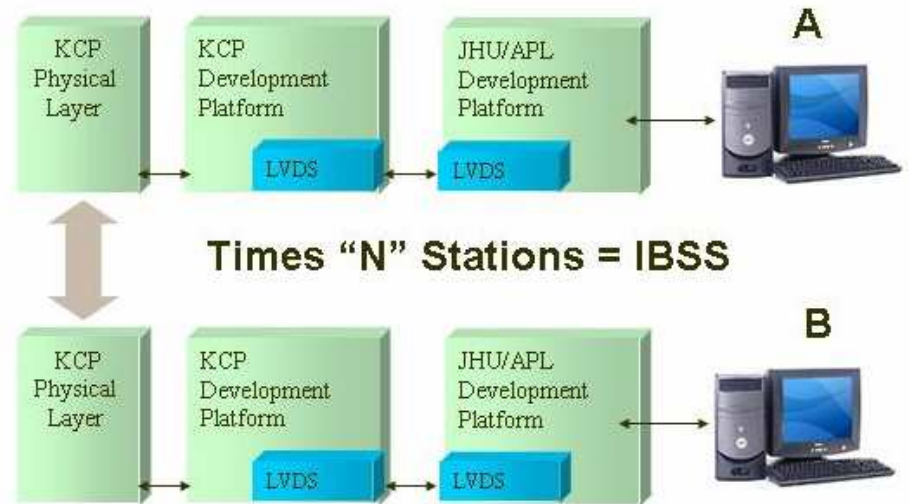 KCP
Physical
Layer
KCP
Development
Platform
LVDS
JHU/APL
Development
Platform
LVDS
A
Times “N” Stations = IBSS
KCP
Physical
Layer
KCP
Development
Platform
LVDS
JHU/APL
Development
Platform
LVDS
B